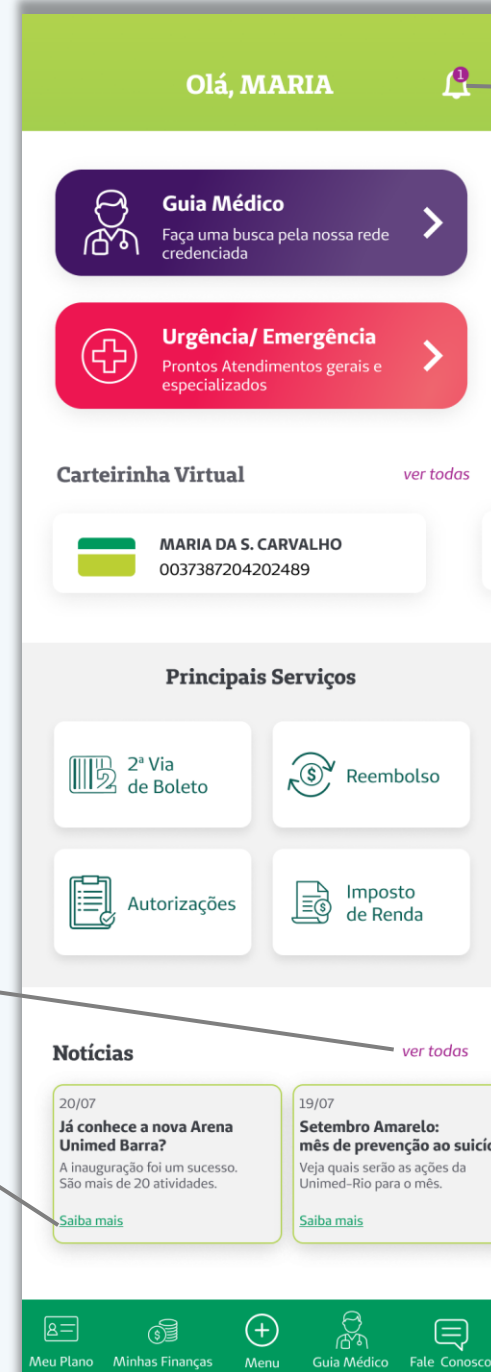 Olá, MARIA
1
Guia Médico
Faça uma busca pela nossa rede
credenciada
Urgência/ Emergência
Prontos Atendimentos gerais e
especializados
Carteirinha Virtual
ver todas
MARIA DA S. CARVALHO
0037387204202489
Principais Serviços
2ª Via
de Boleto
Reembolso
Autorizações
Imposto
de Renda
Notícias
ver todas
20/07
Já conhece a nova Arena
Unimed Barra?
A inauguração foi um sucesso.
São mais de 20 atividades.
Saiba mais
19/07
Setembro Amarelo:
mês de prevenção ao suicíd
Veja quais serão as ações da
Unimed-Rio para o mês.
Saiba mais
Meu Plano
Minhas Finanças
Menu
Guia Médico
Fale Conosco